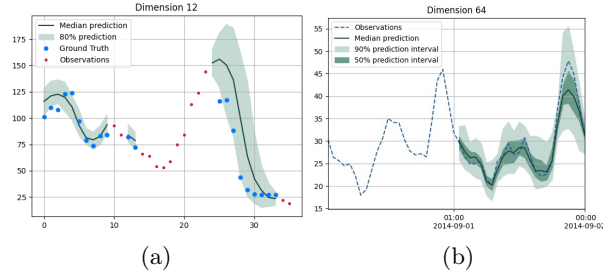 Dimension 12
Median prediction
80% prediction
Ground Truth
Observations
175
150
125
100
75
50
25
0
10
20
30
(a)
Dimension 64
Observations
Median prediction
90% prediction interval
50% prediction interval
55
50
45
40
35
30
25
20
15
01:00
2014-09-01
00:00
2014-09-02
(b)